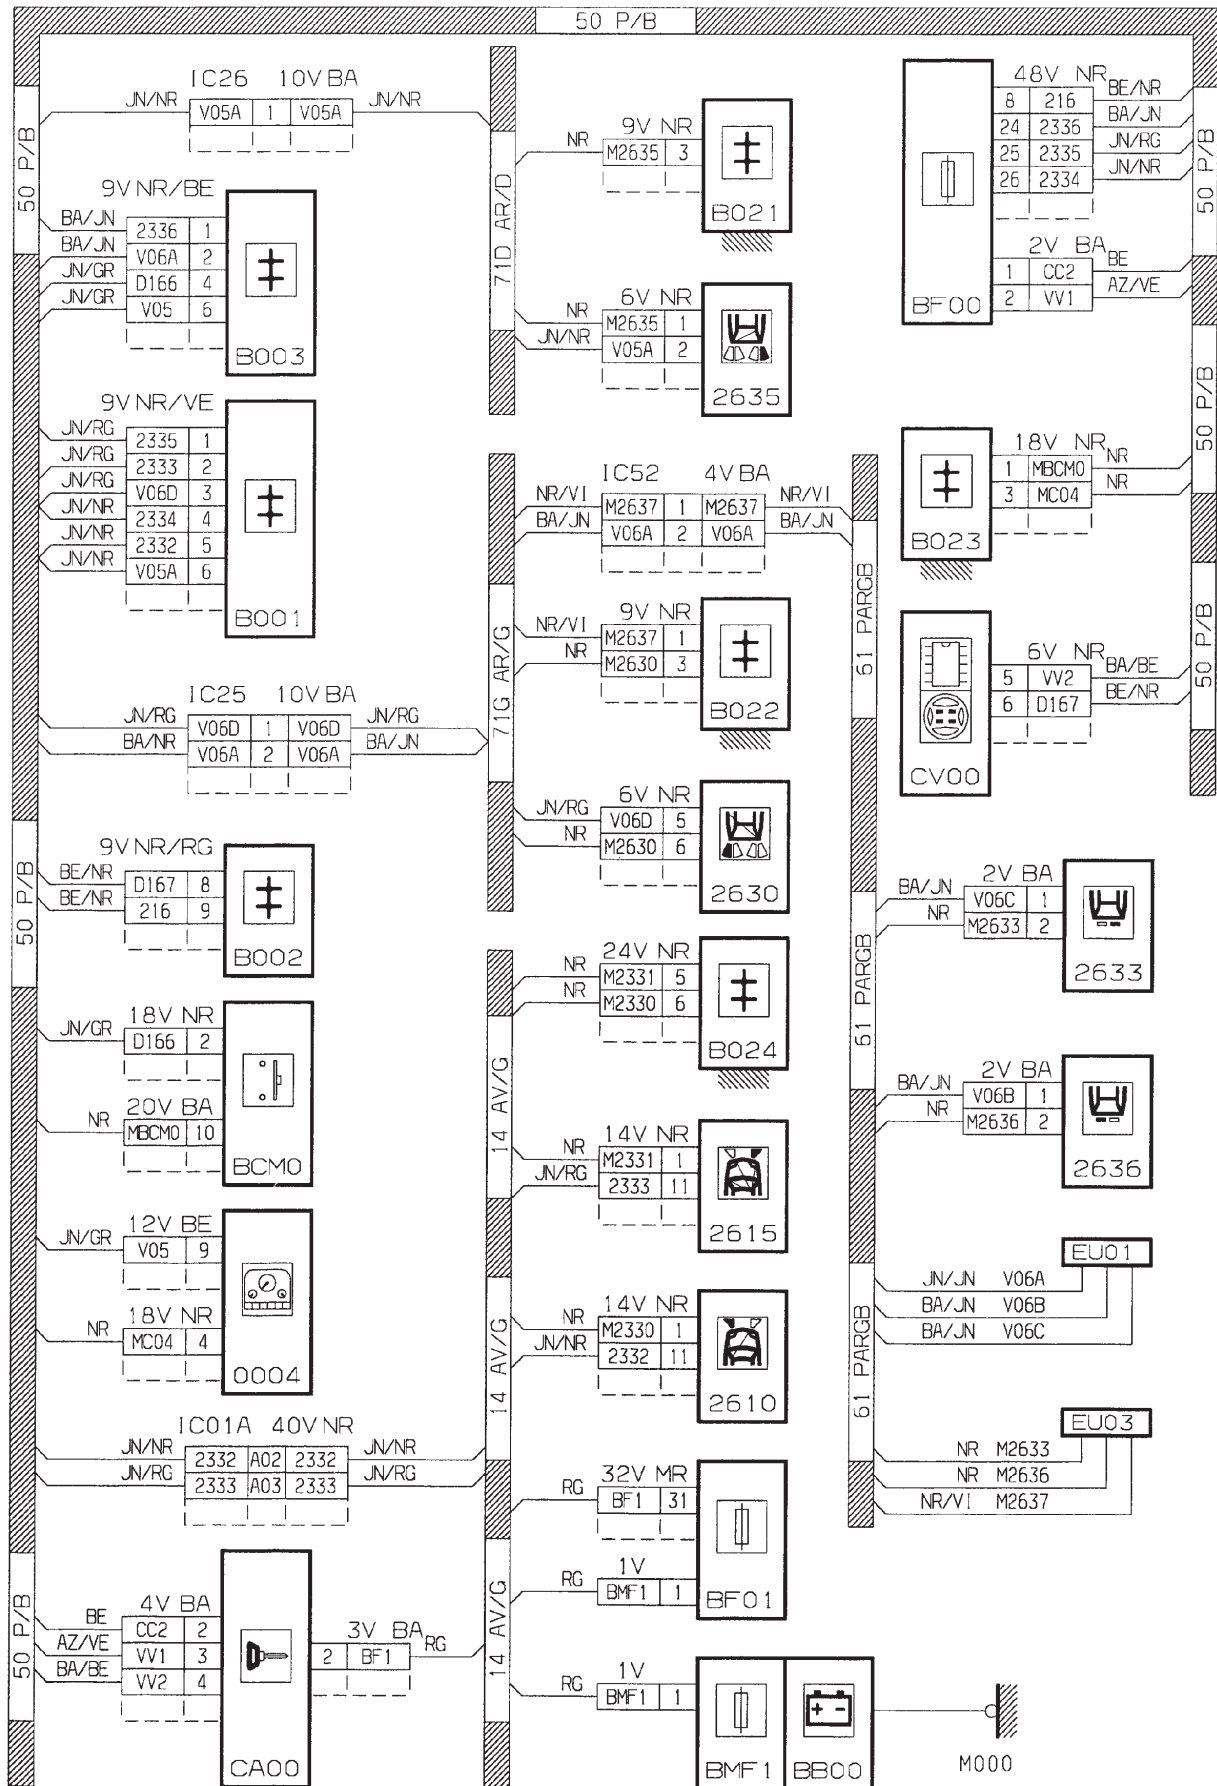 50 P/B
IC26 10V BA
JN/NR V05A 1 V05A JN/NR
50 P/B
9V NR/BE
BA/JN 2336 1
BA/JN V06A 2
JN/GR D166 4
JN/GR V05 6
B003
9V NR/VE
JN/RG 2335 1
JN/RG 2333 2
JN/RG V06D 3
JN/NR 2334 4
JN/NR 2332 5
JN/NR V05A 6
B001
IC25 10V BA
JN/RG V06D 1 V06D JN/RG
BA/NR V06A 2 V06A BA/JN
50 P/B
9V NR/RG
BE/NR D167 8
BE/NR 216 9
B002
18V NR
JN/GR D166 2
20V BA
NR MBCM0 10
BCM0
12V BE
JN/GR V05 9
18V NR
NR MC04 4
0004
IC01A 40V NR
JN/NR 2332 A02 2332 JN/NR
JN/RG 2333 A03 2333 JN/RG
50 P/B
4V BA
BE CC2 2
AZ/VE VV1 3
BA/BE VV2 4
3V BA
2 BF1 RG
CA00
71D AR/D
9V NR
NR M2635 3
B021
6V NR
NR M2635 1
JN/NR V05A 2
2635
IC52 4V BA
NR/VI M2637 1 M2637 NR/VI
BA/JN V06A 2 V06A BA/JN
71G AR/G
9V NR
NR/VI M2637 1
NR M2630 3
B022
6V NR
JN/RG V06D 5
NR M2630 6
2630
24V NR
NR M2331 5
NR M2330 6
B024
14 AV/G
14V NR
NR M2331 1
JN/RG 2333 11
2615
14 AV/G
14V NR
NR M2330 1
JN/NR 2332 11
2610
32V MR
RG BF1 31
1V
RG BMF1 1
BF01
14 AV/G
1V
RG BMF1 1
BMF1
BB00
M000
48V NR
8 216 BE/NR
24 2336 BA/JN
25 2335 JN/RG
26 2334 JN/NR
2V BA
1 CC2 BE
2 VV1 AZ/VE
BF00
50 P/B
50 P/B
18V NR
1 MBCM0 NR
3 MC04 NR
B023
6V NR
5 VV2 BA/BE
6 D167 BE/NR
CV00
50 P/B
61 PARGB
61 PARGB
2V BA
BA/JN V06C 1
NR M2633 2
2633
2V BA
BA/JN V06B 1
NR M2636 2
2636
61 PARGB
EU01
JN/JN V06A
BA/JN V06B
BA/JN V06C
EU03
NR M2633
NR M2636
NR/VI M2637